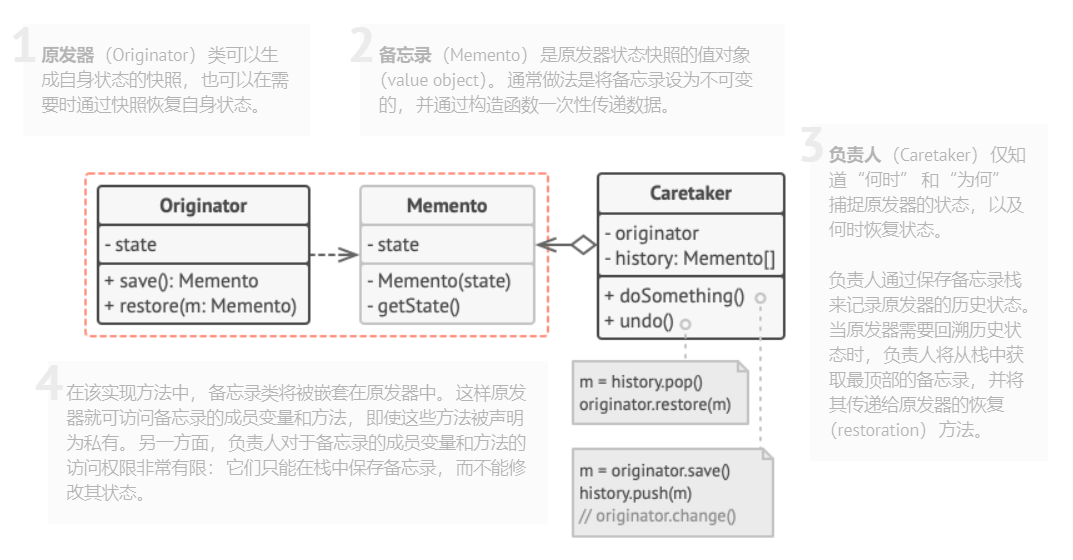 1
原发器（Originator）类可以生
成自身状态的快照，也可以在需
要时通过快照恢复自身状态。
2
备忘录（Memento）是原发器状态快照的值对象
（value object）。通常做法是将备忘录设为不可变
的，并通过构造函数一次性传递数据。
3
负责人（Caretaker）仅知
道“何时”和“为何”
捕捉原发器的状态，以及
何时恢复状态。
负责人通过保存备忘录栈
来记录原发器的历史状态。
当原发器需要回溯历史状
态时，负责人将从栈中获
取最顶部的备忘录，并将
其传递给原发器的恢复
（restoration）方法。
Originator
- state
+ save(): Memento
+ restore(m: Memento)
Memento
- state
- Memento(state)
- getState()
Caretaker
- originator
- history: Memento[]
+ doSomething()
+ undo()
m = history.pop()
originator.restore(m)
m = originator.save()
history.push(m)
// originator.change()
4
在该实现方法中，备忘录类将被嵌套在原发器中。这样原发
器就可访问备忘录的成员变量和方法，即使这些方法被声明
为私有。另一方面，负责人对于备忘录的成员变量和方法的
访问权限非常有限：它们只能在栈中保存备忘录，而不能修
改其状态。